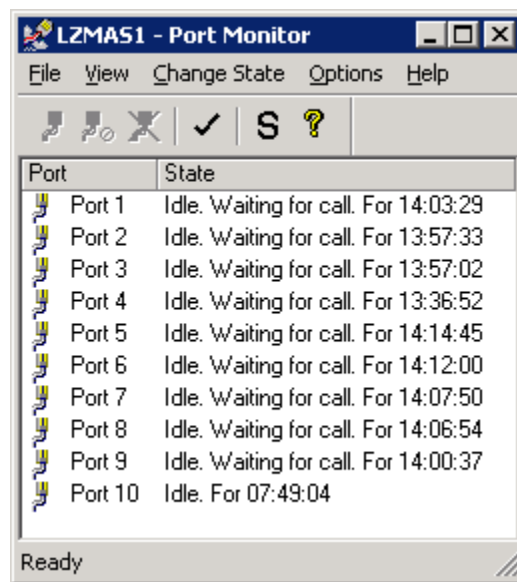 LZMAS1 - Port Monitor
File View Change State Options Help
S ?
Port State
Port 1 Idle. Waiting for call. For 14:03:29
Port 2 Idle. Waiting for call. For 13:57:33
Port 3 Idle. Waiting for call. For 13:57:02
Port 4 Idle. Waiting for call. For 13:36:52
Port 5 Idle. Waiting for call. For 14:14:45
Port 6 Idle. Waiting for call. For 14:12:00
Port 7 Idle. Waiting for call. For 14:07:50
Port 8 Idle. Waiting for call. For 14:06:54
Port 9 Idle. Waiting for call. For 14:00:37
Port 10 Idle. For 07:49:04
Ready